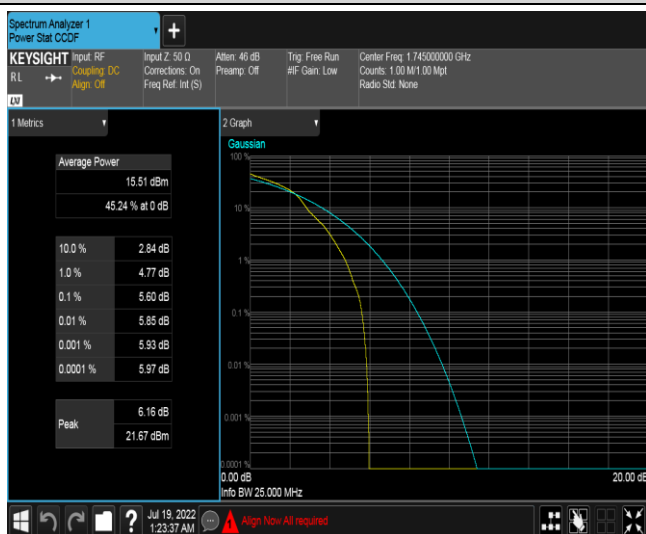 Spectrum Analyzer 1
Power Stat CCDF
+
KEYSIGHT
R L
LXI
Input: RF
Coupling: DC
Align: Off
Input Z: 50 Ω
Corrections: On
Freq Ref: Int (S)
Atten: 46 dB
Preamp: Off
Trig: Free Run
#IF Gain: Low
Center Freq: 1.745000000 GHz
Counts: 1.00 M/1.00 Mpt
Radio Std: None
1 Metrics
Average Power
15.51 dBm
45.24 % at 0 dB
10.0 % 2.84 dB
1.0 % 4.77 dB
0.1 % 5.60 dB
0.01 % 5.85 dB
0.001 % 5.93 dB
0.0001 % 5.97 dB
Peak
6.16 dB
21.67 dBm
2 Graph
Gaussian
100 %
10 %
1 %
0.1 %
0.01 %
0.001 %
0.0001 %
0.00 dB
20.00 dB
Info BW 25.000 MHz
?
Jul 19, 2022
1:23:37 AM
Align Now All required